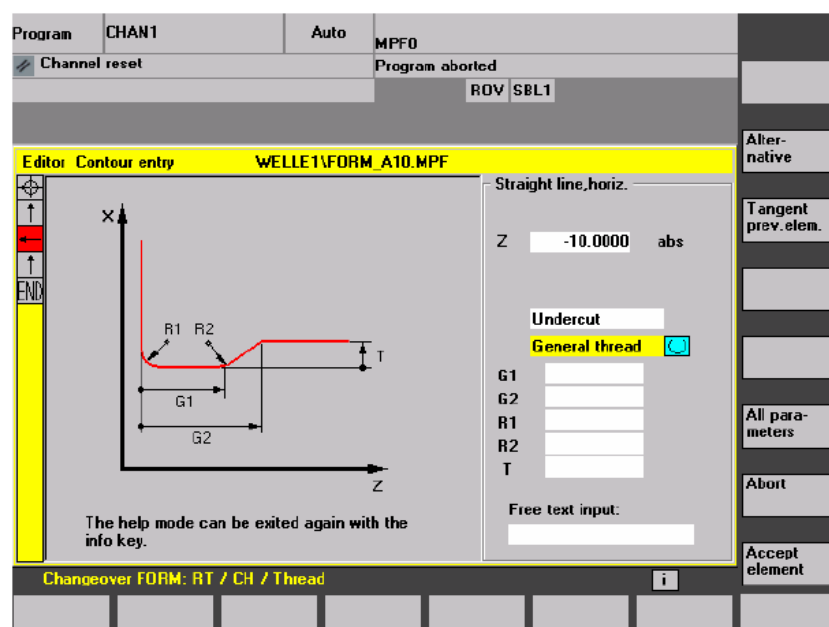 Program CHAN1 Auto MPF0
Channel reset Program aborted
ROV SBL1
Editor Contour entry WELLE1\FORM_A10.MPF
Straight line,horiz.
Z -10.0000 abs
Undercut
General thread
G1
G2
R1
R2
T
Free text input:
X
R1 R2
T
G1
G2
Z
The help mode can be exited again with the
info key.
END
Changeover FORM: RT / CH / Thread
i
Alter-
native
Tangent
prev.elem.
All para-
meters
Abort
Accept
element